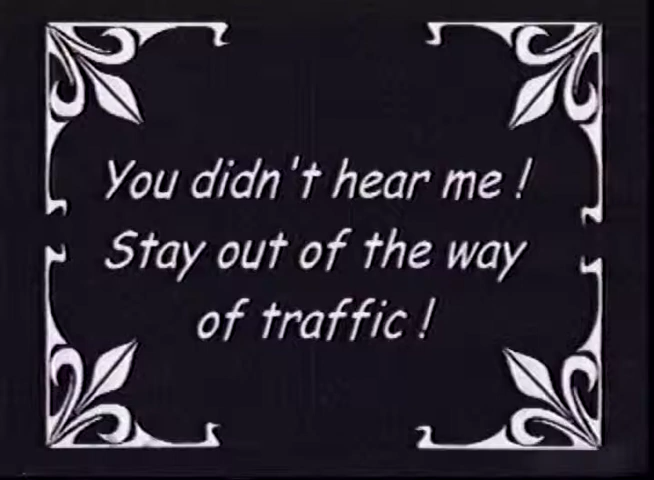 You didn't hear me !
Stay out of the way
of traffic !